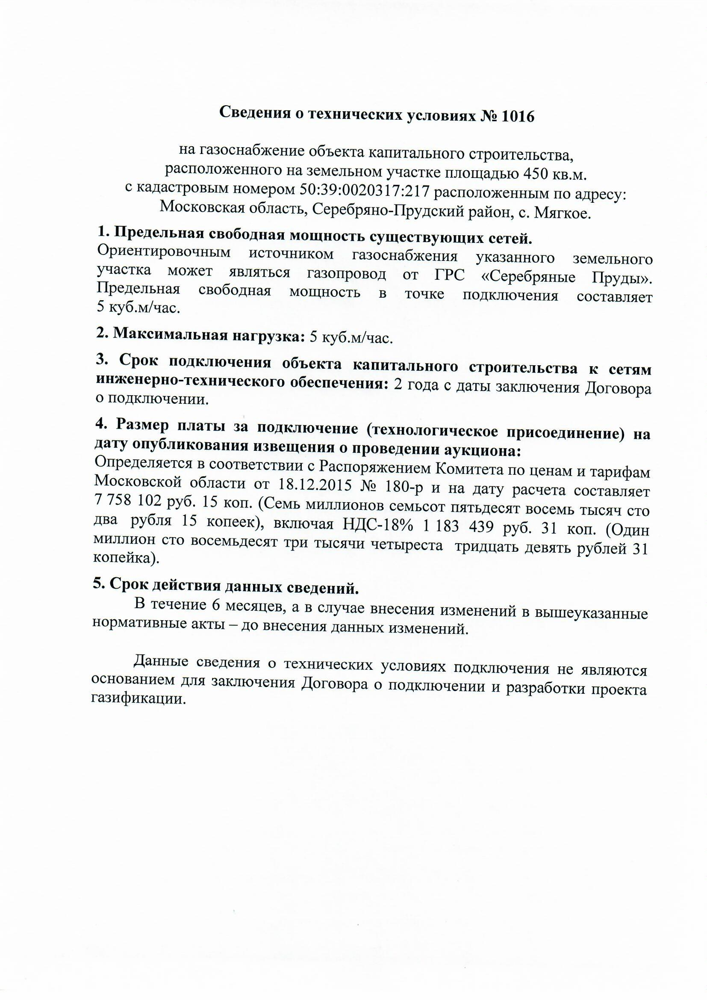 Сведения о технических условиях № 1016
на газоснабжение объекта капитального строительства,
расположенного на земельном участке площадью 450 кв.м.
с кадастровым номером 50:39:0020317:217 расположенным по адресу:
Московская область, Серебряно-Прудский район, с. Мягкое.
1. Предельная свободная мощность существующих сетей.
Ориентировочным источником газоснабжения указанного земельного
участка может являться газопровод от ГРС «Серебряные Пруды».
Предельная свободная мощность в точке подключения составляет
5 куб.м/час.
2. Максимальная нагрузка: 5 куб.м/час.
3. Срок подключения объекта капитального строительства к сетям
инженерно-технического обеспечения: 2 года с даты заключения Договора
о подключении.
4. Размер платы за подключение (технологическое присоединение) на
дату опубликования извещения о проведении аукциона:
Определяется в соответствии с Распоряжением Комитета по ценам и тарифам
Московской области от 18.12.2015 № 180-р и на дату расчета составляет
7 758 102 руб. 15 коп. (Семь миллионов семьсот пятьдесят восемь тысяч сто
два рубля 15 копеек), включая НДС-18% 1 183 439 руб. 31 коп. (Один
миллион сто восемьдесят три тысячи четыреста тридцать девять рублей 31
копейка).
5. Срок действия данных сведений.
В течение 6 месяцев, а в случае внесения изменений в вышеуказанные
нормативные акты – до внесения данных изменений.
Данные сведения о технических условиях подключения не являются
основанием для заключения Договора о подключении и разработки проекта
газификации.